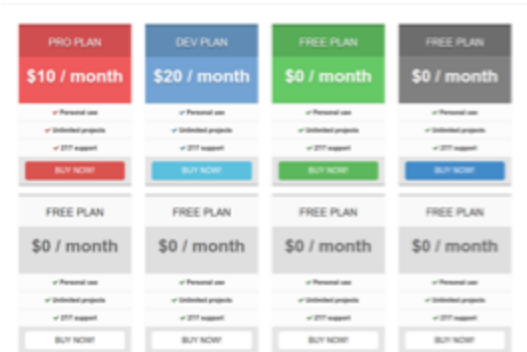 PRO PLAN
DEV PLAN
FREE PLAN
FREE PLAN
$10 / month
$20 / month
$0 / month
$0 / month
Personal use
Personal use
Personal use
Personal use
Unlimited projects
Unlimited projects
Unlimited projects
Unlimited projects
27/7 support
27/7 support
27/7 support
27/7 support
BUY NOW!
BUY NOW!
BUY NOW!
BUY NOW!
FREE PLAN
FREE PLAN
FREE PLAN
FREE PLAN
$0 / month
$0 / month
$0 / month
$0 / month
Personal use
Personal use
Personal use
Personal use
Unlimited projects
Unlimited projects
Unlimited projects
Unlimited projects
27/7 support
27/7 support
27/7 support
27/7 support
BUY NOW!
BUY NOW!
BUY NOW!
BUY NOW!